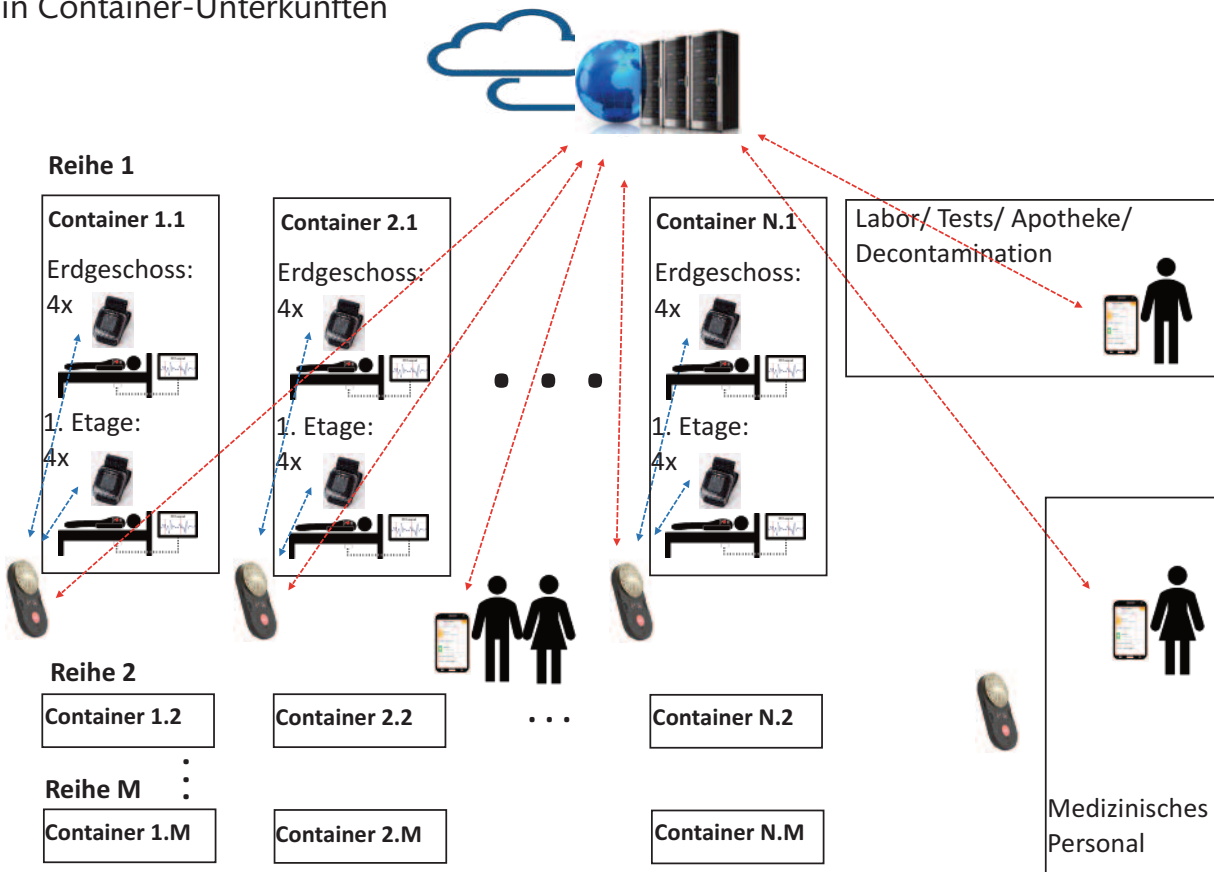 in Container-Unterkünften
Reihe 1
Container 1.1
Erdgeschoss:
4x
1. Etage:
4x
Container 2.1
Erdgeschoss:
4x
1. Etage:
4x
• • •
Container N.1
Erdgeschoss:
4x
1. Etage:
4x
Labor/ Tests/ Apotheke/
Decontamination
Reihe 2
Container 1.2
Container 2.2
...
Container N.2
Reihe M
Container 1.M
Container 2.M
Container N.M
Medizinisches
Personal